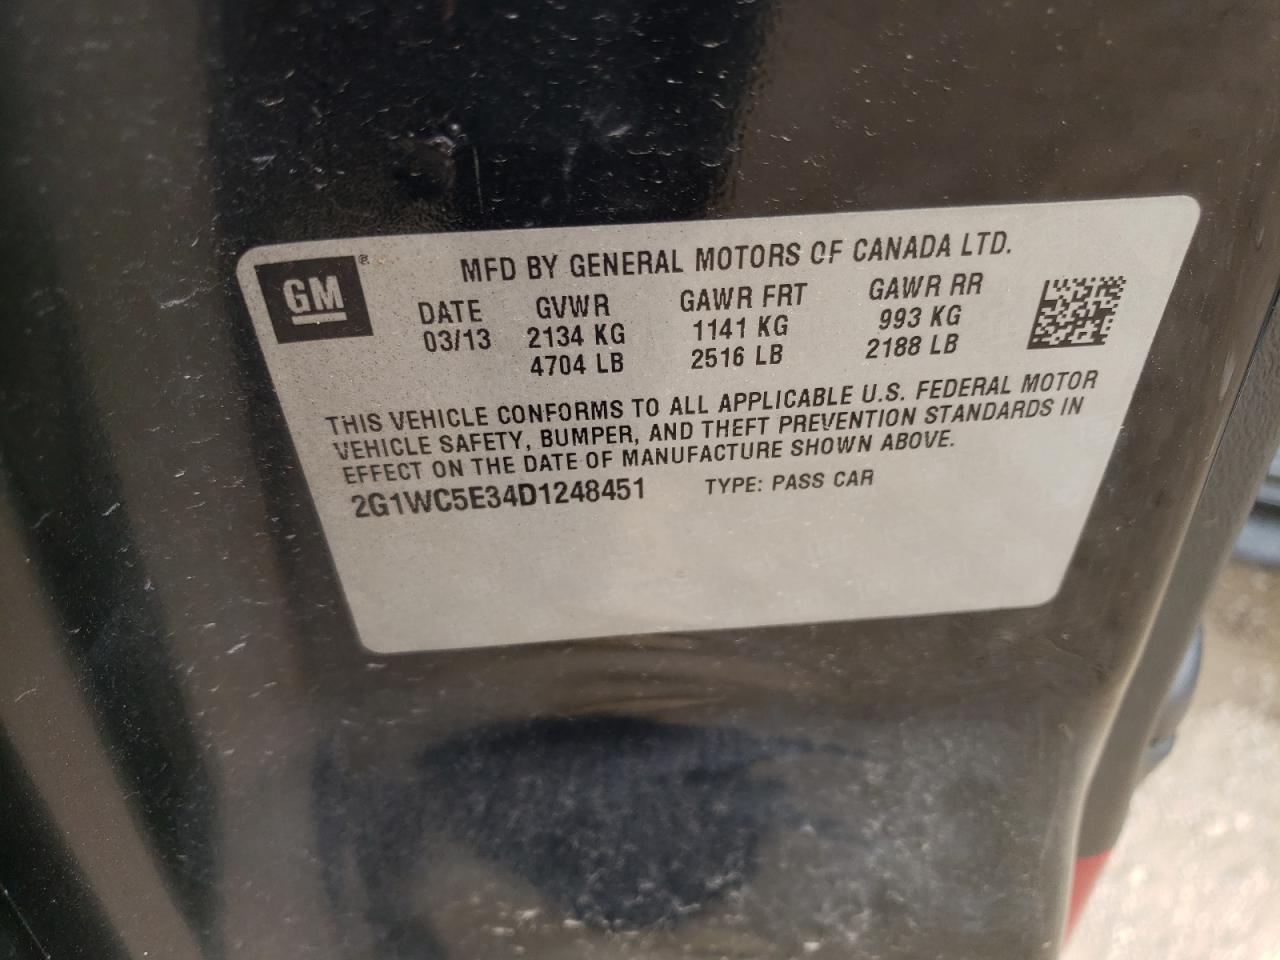 GM ®
MFD BY GENERAL MOTORS OF CANADA LTD.
DATE GVWR GAWR FRT GAWR RR
03/13 2134 KG 1141 KG 993 KG
4704 LB 2516 LB 2188 LB
THIS VEHICLE CONFORMS TO ALL APPLICABLE U.S. FEDERAL MOTOR
VEHICLE SAFETY, BUMPER, AND THEFT PREVENTION STANDARDS IN
EFFECT ON THE DATE OF MANUFACTURE SHOWN ABOVE.
2G1WC5E34D1248451 TYPE: PASS CAR